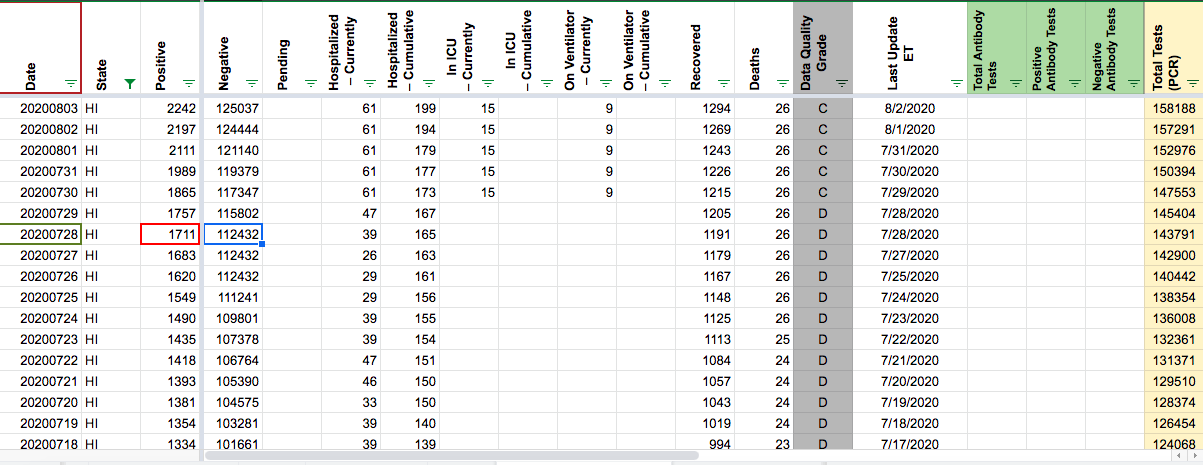 Date State Positive Negative Pending Hospitalized – Currently Hospitalized – Cumulative In ICU – Currently In ICU – Cumulative On Ventilator – Currently On Ventilator – Cumulative Recovered Deaths Data Quality Grade Last Update ET Total Antibody Tests Positive Antibody Tests Negative Antibody Tests Total Tests (PCR)
20200803 HI 2242 125037 61 199 15 9 1294 26 C 8/2/2020 158188
20200802 HI 2197 124444 61 194 15 9 1269 26 C 8/1/2020 157291
20200801 HI 2111 121140 61 179 15 9 1243 26 C 7/31/2020 152976
20200731 HI 1989 119379 61 177 15 9 1226 26 C 7/30/2020 150394
20200730 HI 1865 117347 61 173 15 9 1215 26 C 7/29/2020 147553
20200729 HI 1757 115802 47 167 1205 26 D 7/28/2020 145404
20200728 HI 1711 112432 39 165 1191 26 D 7/28/2020 143791
20200727 HI 1683 112432 26 163 1179 26 D 7/27/2020 142900
20200726 HI 1620 112432 29 161 1167 26 D 7/25/2020 140442
20200725 HI 1549 111241 29 156 1148 26 D 7/24/2020 138354
20200724 HI 1490 109801 39 155 1125 26 D 7/23/2020 136008
20200723 HI 1435 107378 39 154 1113 25 D 7/22/2020 132361
20200722 HI 1418 106764 47 151 1084 24 D 7/21/2020 131371
20200721 HI 1393 105390 46 150 1057 24 D 7/20/2020 129510
20200720 HI 1381 104575 33 150 1043 24 D 7/19/2020 128374
20200719 HI 1354 103281 39 140 1019 24 D 7/18/2020 126454
20200718 HI 1334 101661 39 139 994 23 D 7/17/2020 124068